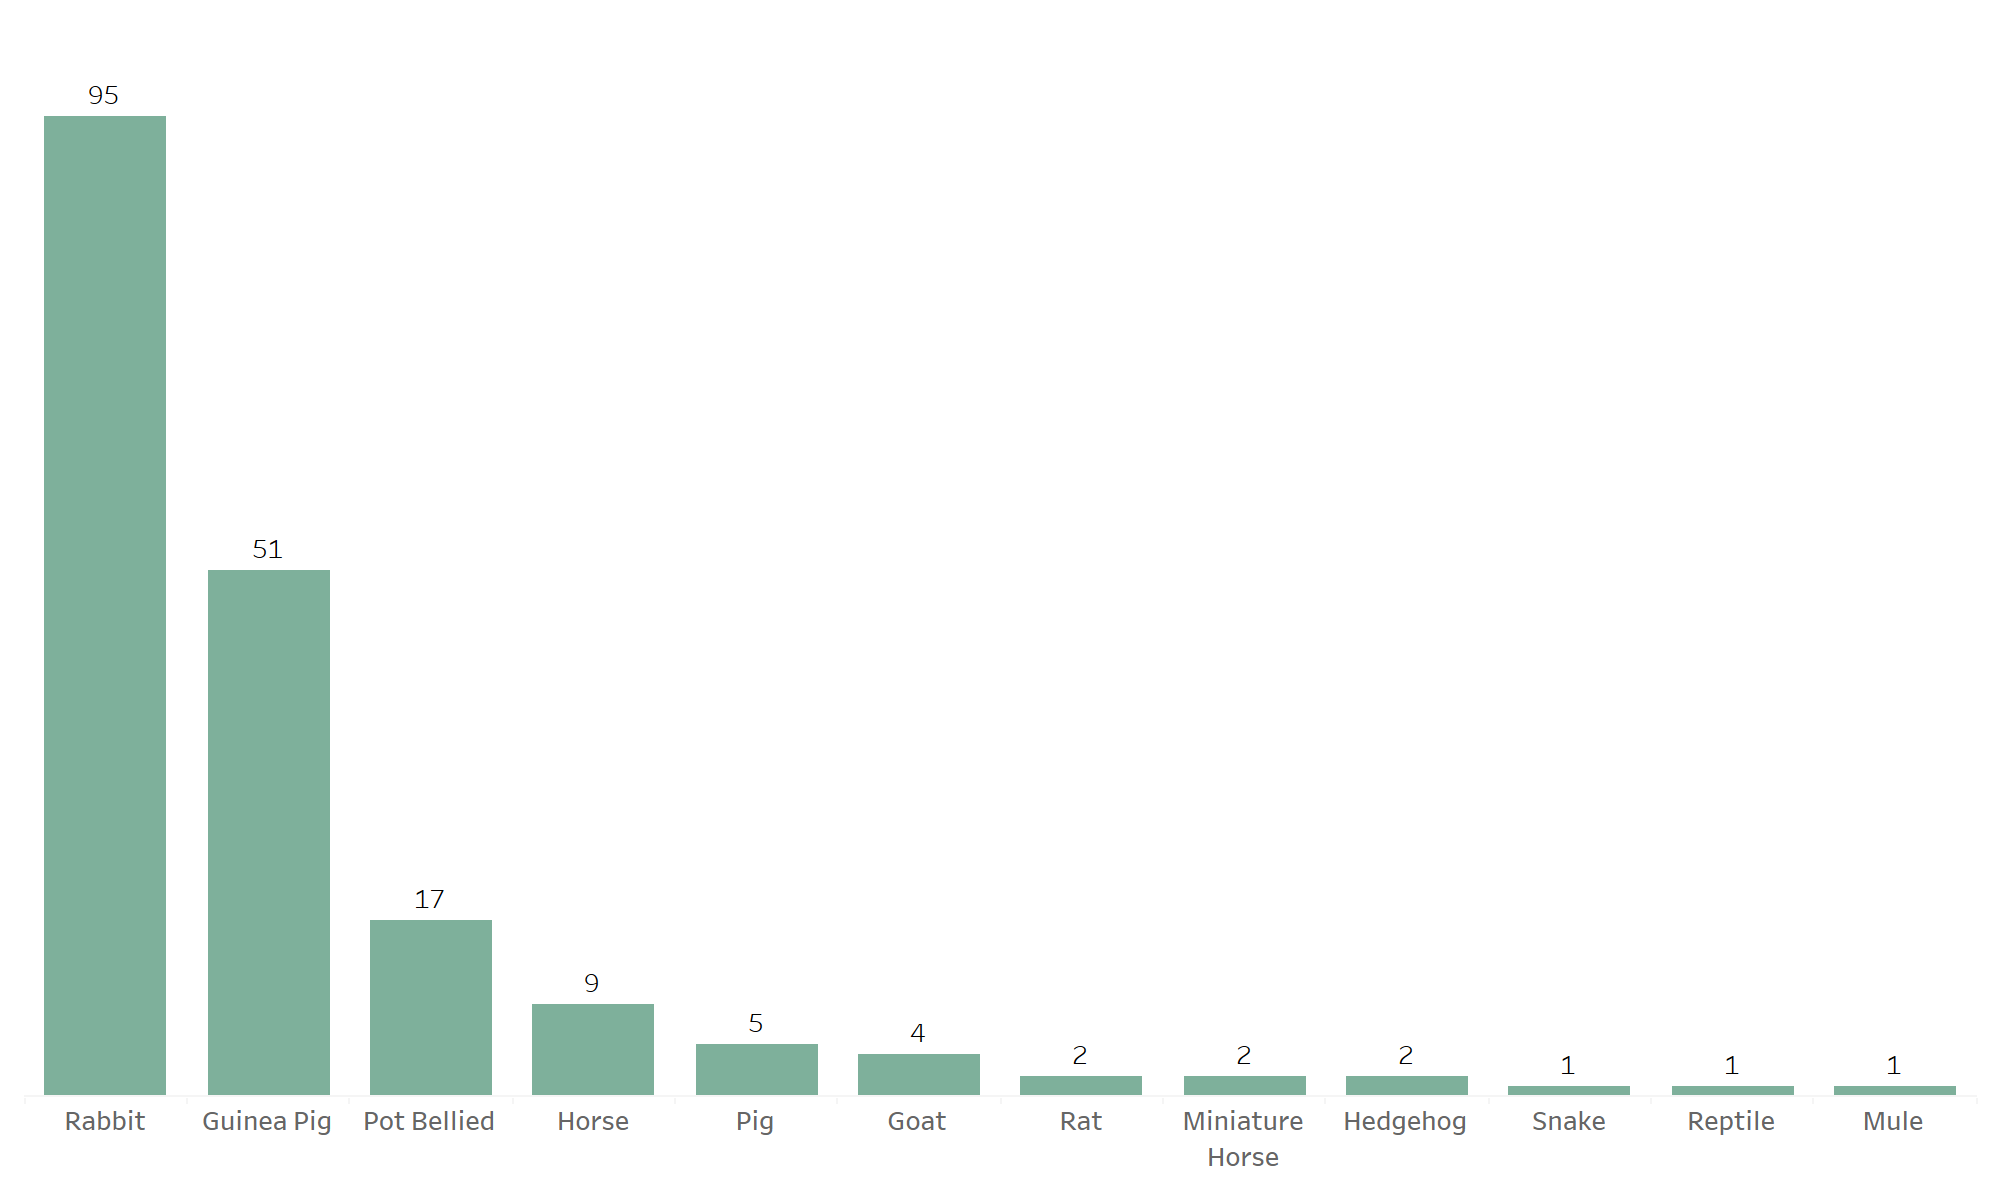 95
51
17
9
5
4
2
2
2
1
1
1
Rabbit
Guinea Pig
Pot Bellied
Horse
Pig
Goat
Rat
Miniature
Horse
Hedgehog
Snake
Reptile
Mule